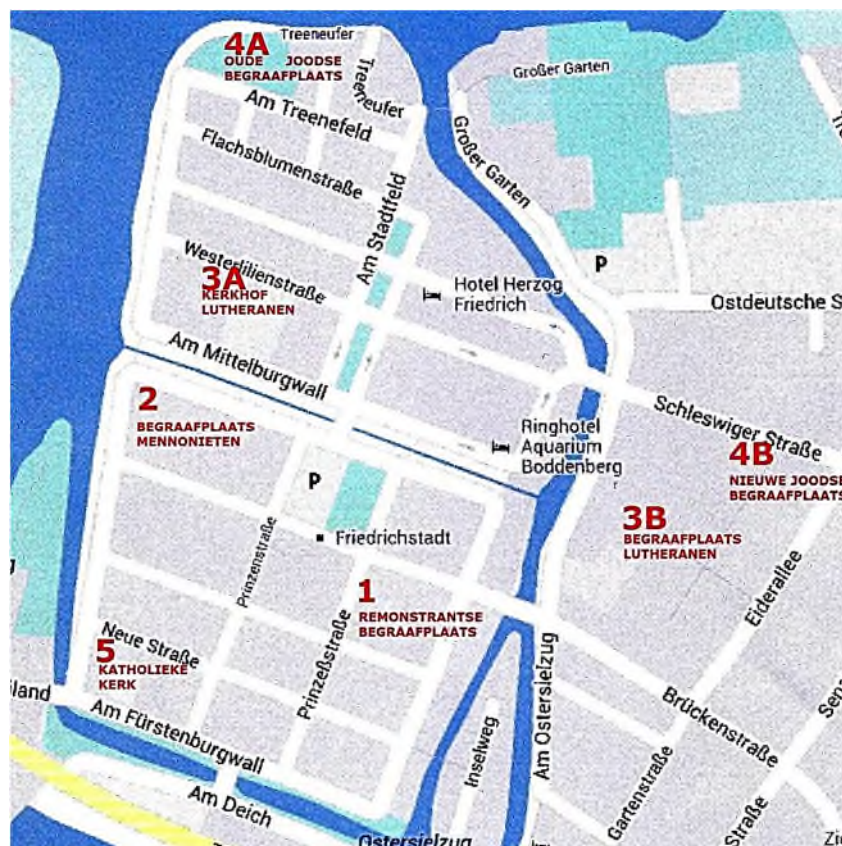 Treeneufer
4A
OUDE JOODSE
BEGRAAFPLAATS
Treeneufer
Großer Garten
Am Treenefeld
Großer Garten
Flachsblumenstraße
Am Stadtfeld
Westerlilienstraße
3A
KERKHOF
LUTHERANEN
P
Hotel Herzog
Friedrich
Ostdeutsche S
Am Mittelburgwall
2
BEGRAAFPLAATS
MENNONIETEN
Schleswiger Straße
Ringhotel
Aquarium
Boddenberg
4B
NIEUWE JOODSE
BEGRAAFPLAATS
P
3B
BEGRAAFPLAATS
LUTHERANEN
Friedrichstadt
Prinzenstraße
Eiderallee
1
REMONSTRANTSE
BEGRAAFPLAATS
Neue Straße
5
KATHOLIEKE
KERK
Prinzeßstraße
iland
Am Fürstenburgwall
Am Ostersielzug
Brückenstraße
Sen
Inselweg
Gartenstraße
Straße
Am Deich
Ostersielzug